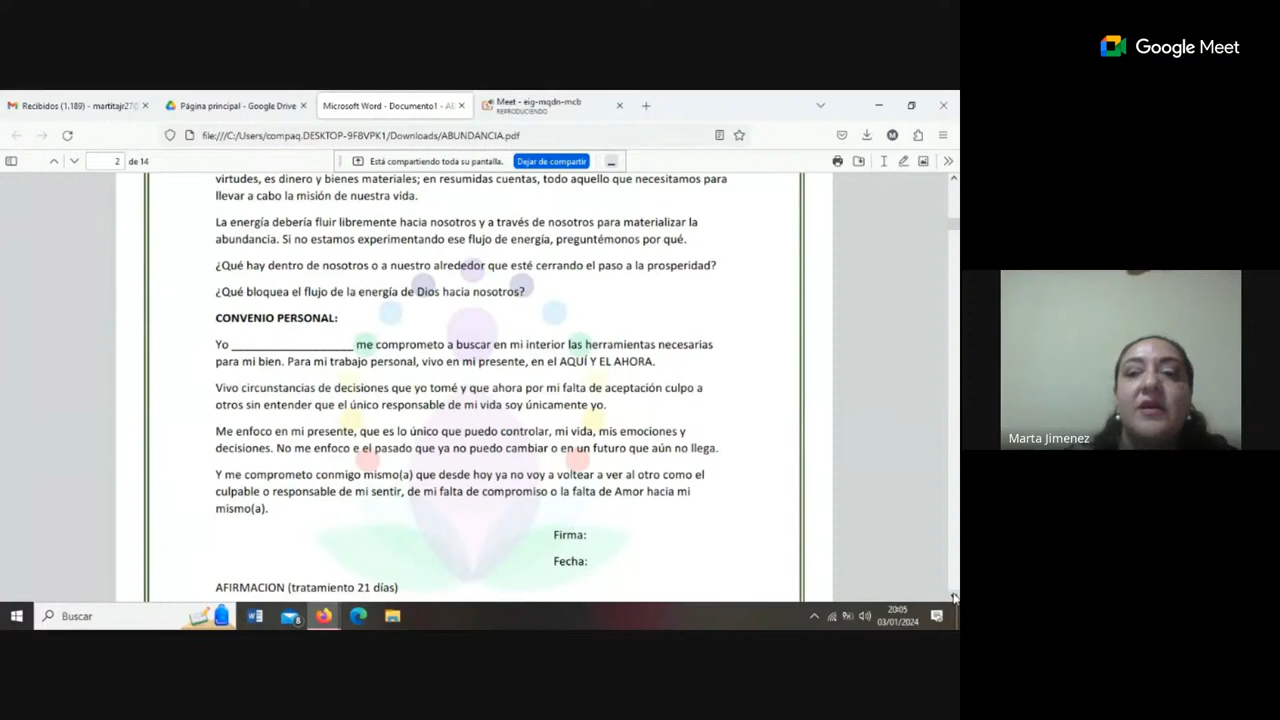 Google Meet
Recibidos (1.189) - martitajr27@
Página principal - Google Drive
Microsoft Word - Documento1 - AB
Meet - eig-mqdn-mcb
REPRODUCIENDO
file:///C:/Users/compaq.DESKTOP-9F8VPK1/Downloads/ABUNDANCIA.pdf
2 de 14
Está compartiendo toda su pantalla.
Dejar de compartir
virtudes, es dinero y bienes materiales; en resumidas cuentas, todo aquello que necesitamos para
llevar a cabo la misión de nuestra vida.
La energía debería fluir libremente hacia nosotros y a través de nosotros para materializar la
abundancia. Si no estamos experimentando ese flujo de energía, preguntémonos por qué.
¿Qué hay dentro de nosotros o a nuestro alrededor que esté cerrando el paso a la prosperidad?
¿Qué bloquea el flujo de la energía de Dios hacia nosotros?
CONVENIO PERSONAL:
Yo ____________________ me comprometo a buscar en mi interior las herramientas necesarias
para mi bien. Para mi trabajo personal, vivo en mi presente, en el AQUÍ Y EL AHORA.
Vivo circunstancias de decisiones que yo tomé y que ahora por mi falta de aceptación culpo a
otros sin entender que el único responsable de mi vida soy únicamente yo.
Me enfoco en mi presente, que es lo único que puedo controlar, mi vida, mis emociones y
decisiones. No me enfoco e el pasado que ya no puedo cambiar o en un futuro que aún no llega.
Y me comprometo conmigo mismo(a) que desde hoy ya no voy a voltear a ver al otro como el
culpable o responsable de mi sentir, de mi falta de compromiso o la falta de Amor hacia mi
mismo(a).
Firma:
Fecha:
AFIRMACION (tratamiento 21 días)
Marta Jimenez
Buscar
8
20:05
03/01/2024